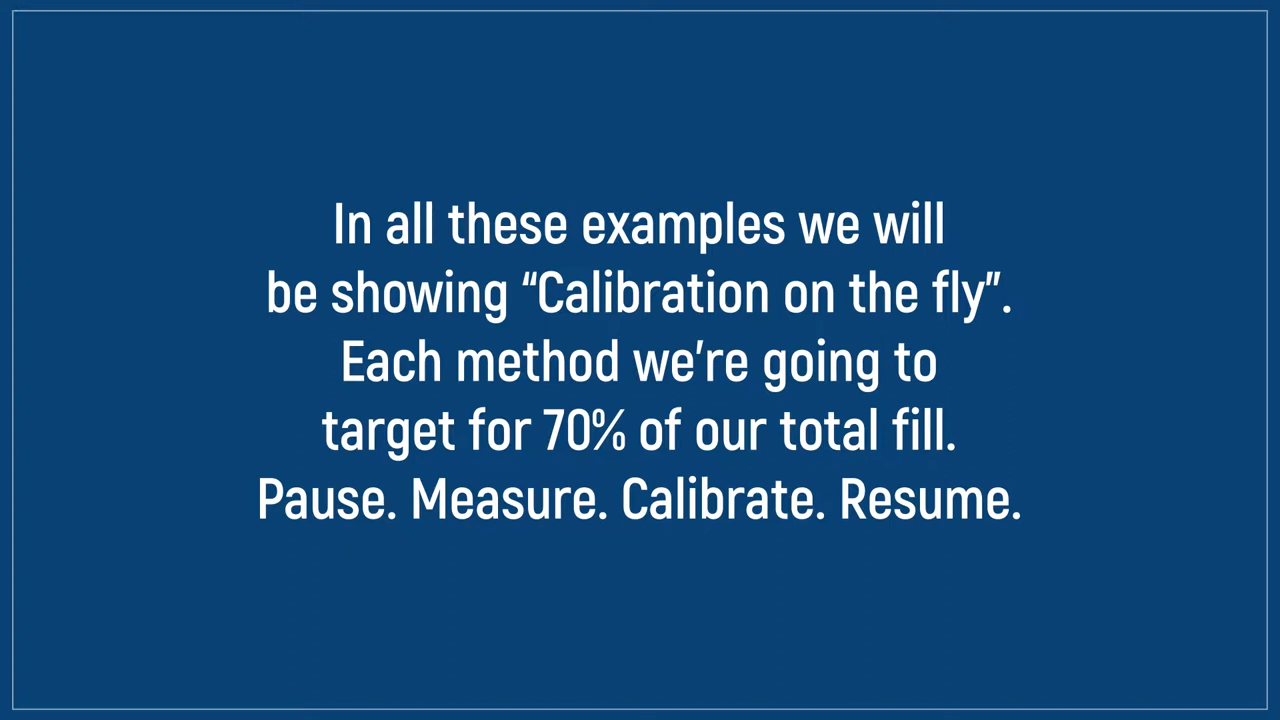 In all these examples we will
be showing “Calibration on the fly”.
Each method we’re going to
target for 70% of our total fill.
Pause. Measure. Calibrate. Resume.